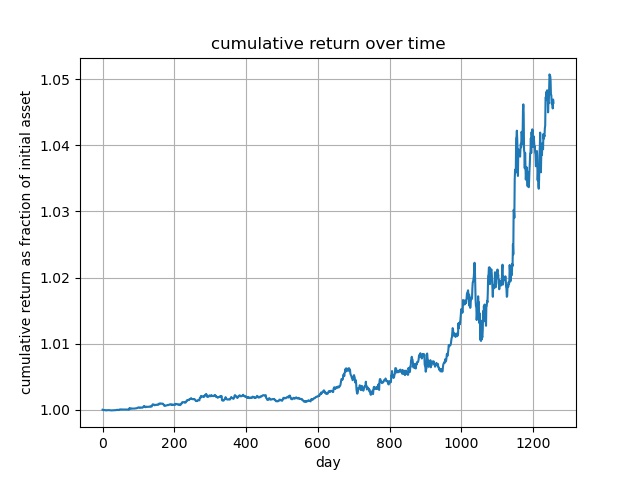 cumulative return over time
cumulative return as fraction of initial asset
1.05
1.04
1.03
1.02
1.01
1.00
0 200 400 600 800 1000 1200
day